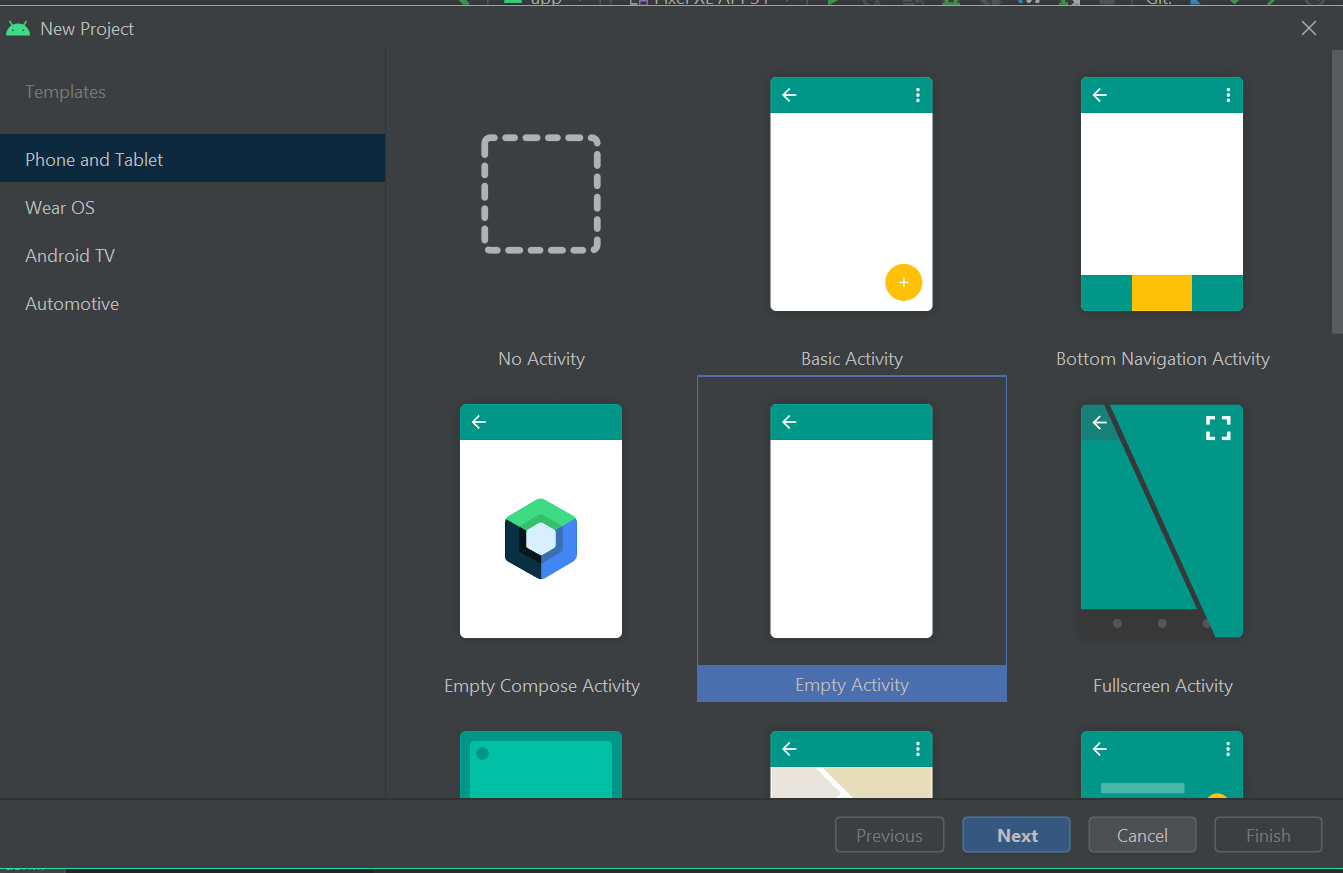 New Project
Templates
Phone and Tablet
Wear OS
Android TV
Automotive
No Activity
Basic Activity
Bottom Navigation Activity
Empty Compose Activity
Empty Activity
Fullscreen Activity
Previous
Next
Cancel
Finish